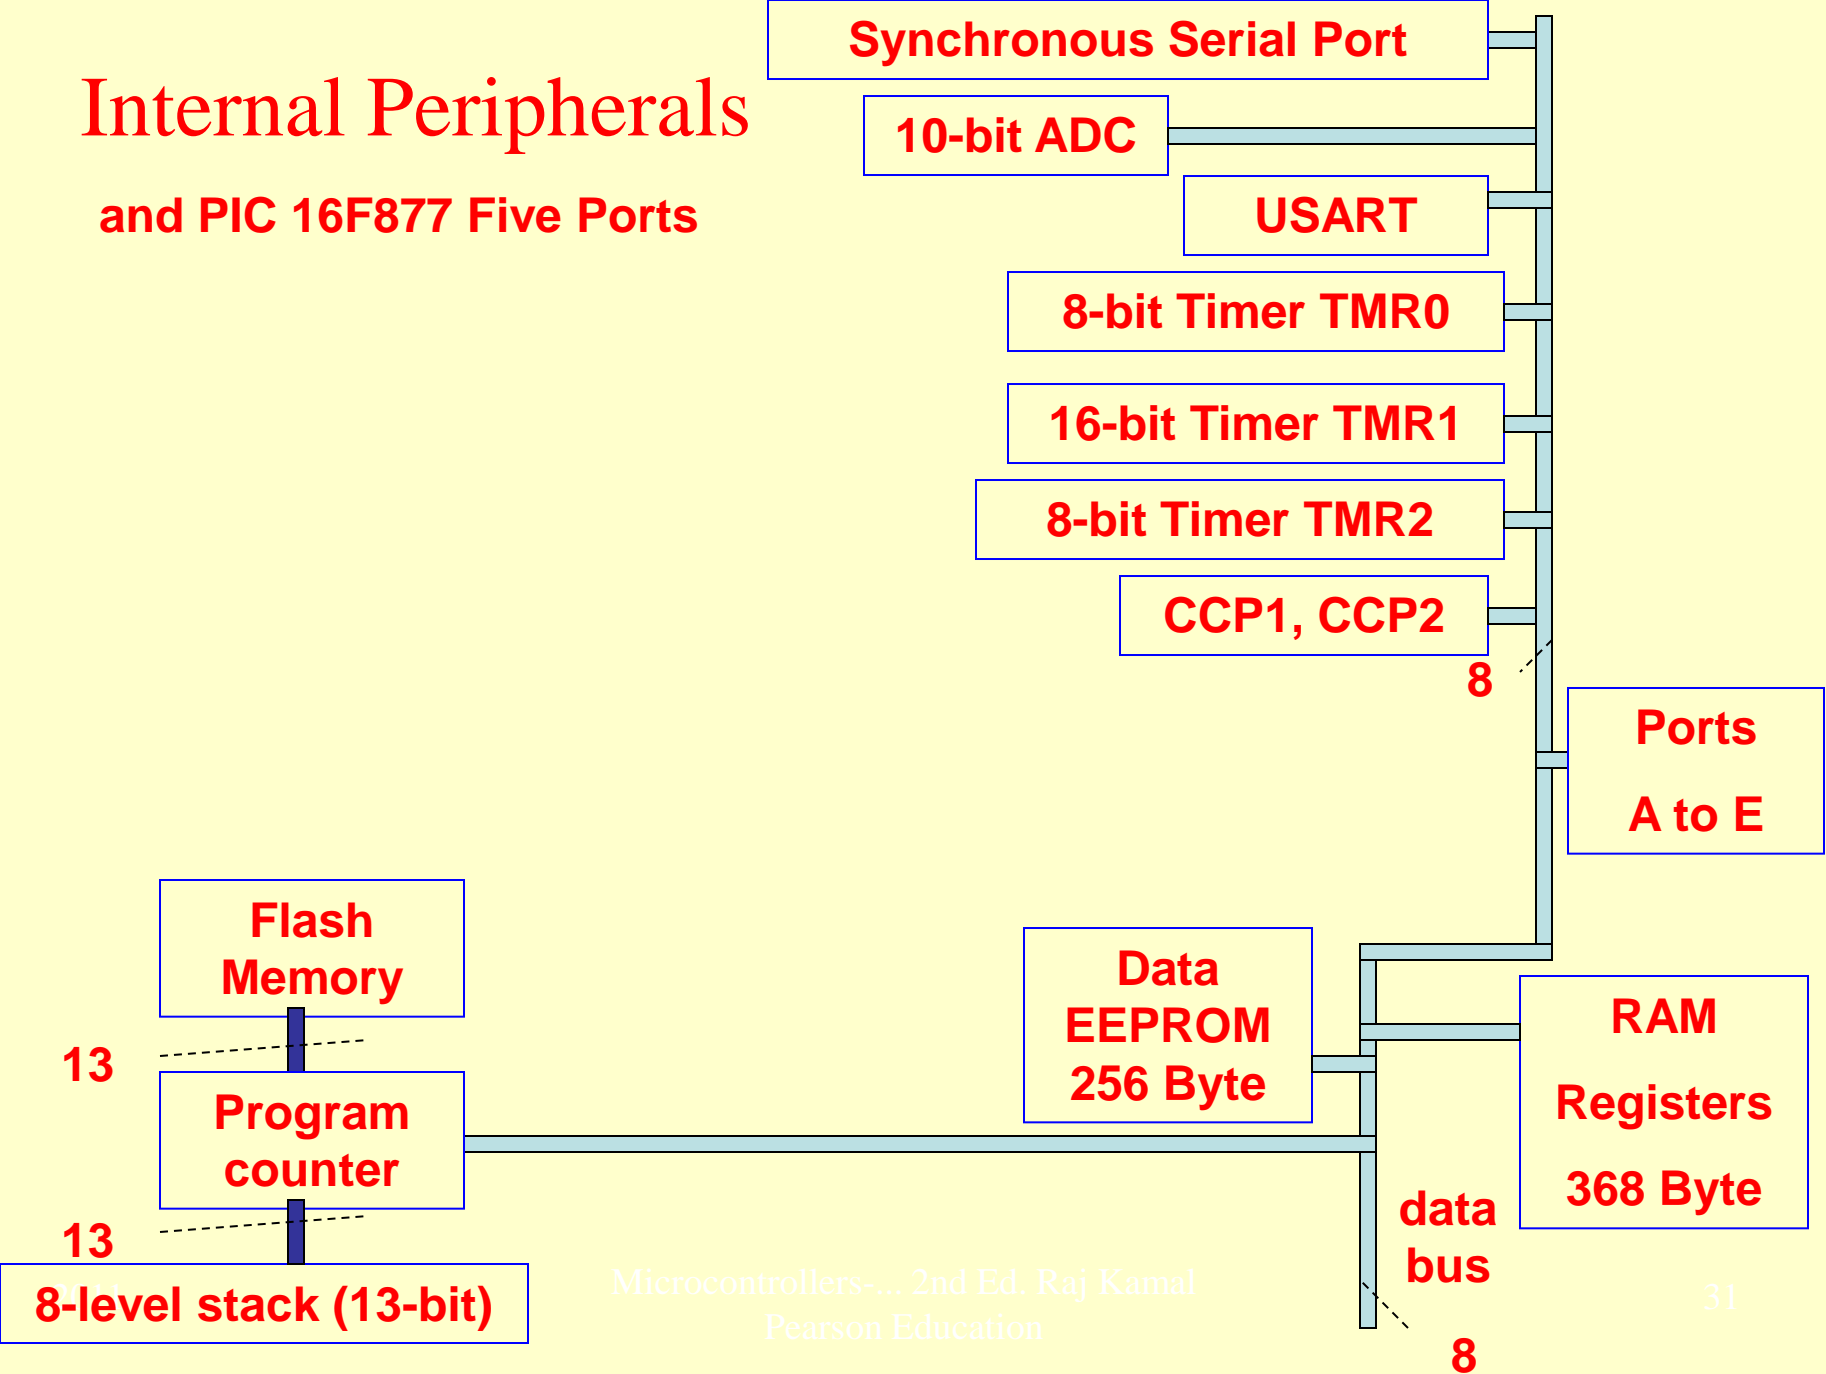 Internal Peripherals
and PIC 16F877 Five Ports
Synchronous Serial Port
10-bit ADC
USART
8-bit Timer TMR0
16-bit Timer TMR1
8-bit Timer TMR2
CCP1, CCP2
8
Ports
A to E
Flash
Memory
13
Program
counter
13
8-level stack (13-bit)
Data
EEPROM
256 Byte
RAM
Registers
368 Byte
data
bus
8
Microcontrollers-... 2nd Ed. Raj Kamal
Pearson Education
31